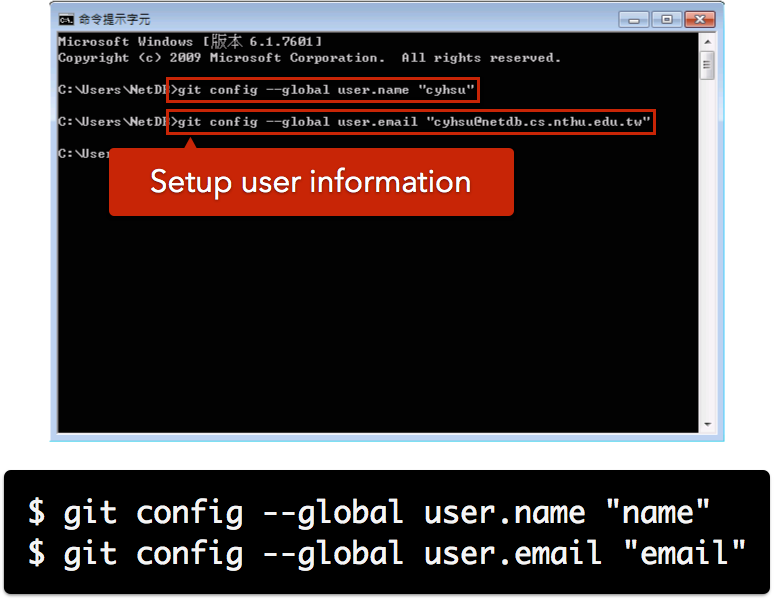 命令提示字元
Microsoft Windows [版本 6.1.7601]
Copyright (c) 2009 Microsoft Corporation.  All rights reserved.
C:\Users\NetDB>git config --global user.name "cyhsu"
C:\Users\NetDB>git config --global user.email "cyhsu@netdb.cs.nthu.edu.tw"
C:\User
Setup user information
$ git config --global user.name "name"
$ git config --global user.email "email"